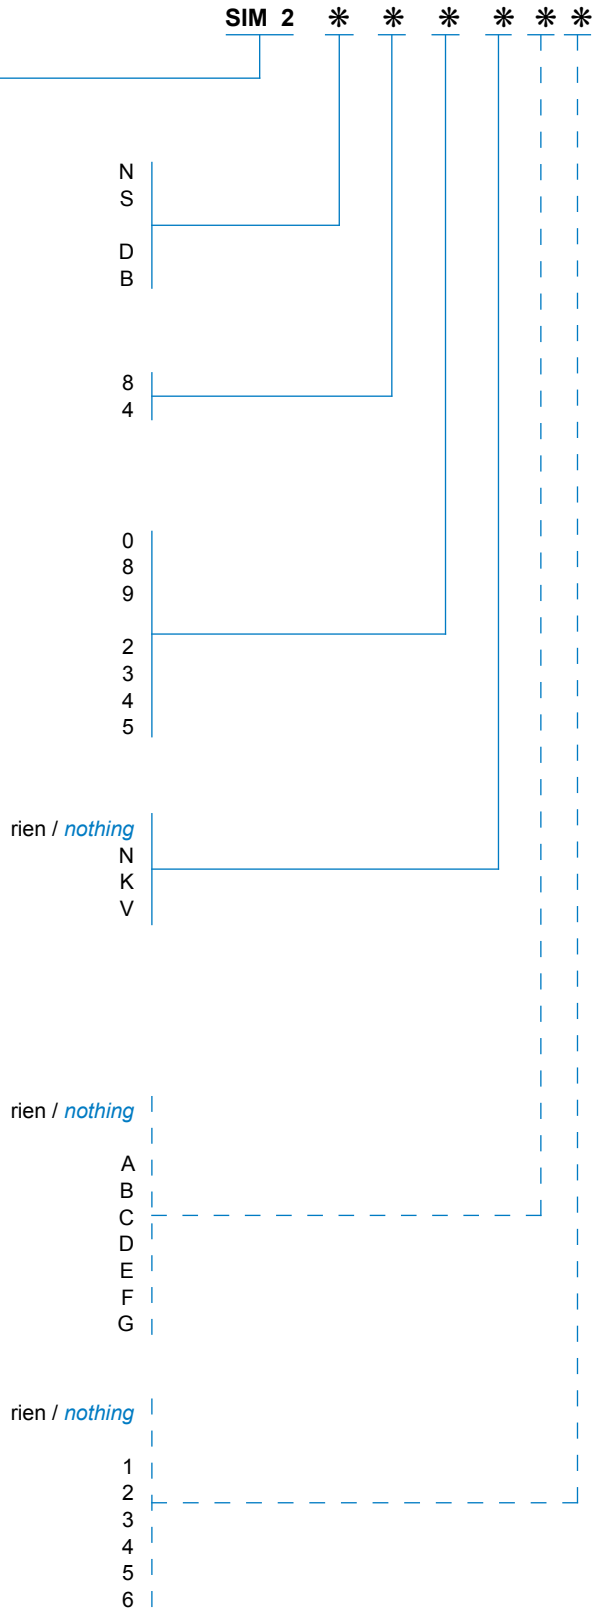 SIM 2 ❋ ❋ ❋ ❋ ❋ ❋
N
S
D
B
8
4
0
8
9
2
3
4
5
rien / nothing
N
K
V
rien / nothing
A
B
C
D
E
F
G
rien / nothing
1
2
3
4
5
6